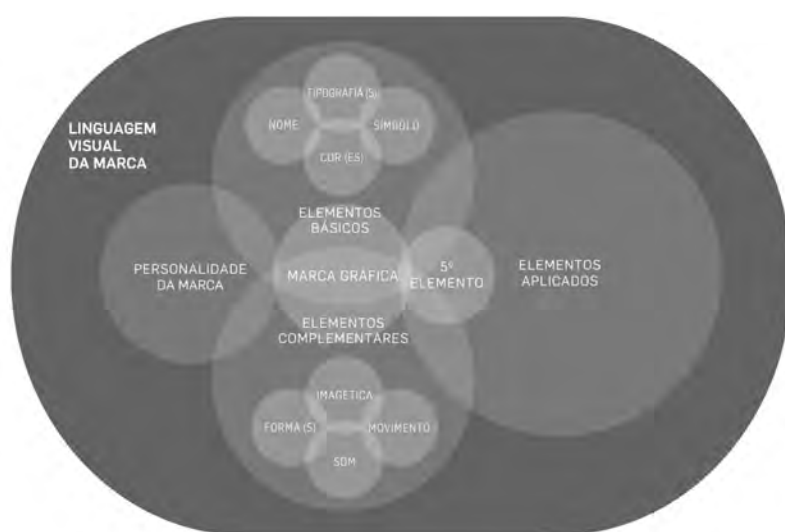 TIPOGRAFIA (S)
NOME
SÍMBOLO
COR (ES)
LINGUAGEM
VISUAL
DA MARCA
ELEMENTOS
BÁSICOS
PERSONALIDADE
DA MARCA
MARCA GRÁFICA
5º
ELEMENTO
ELEMENTOS
APLICADOS
ELEMENTOS
COMPLEMENTARES
IMAGÉTICA
FORMA (S)
MOVIMENTO
SOM